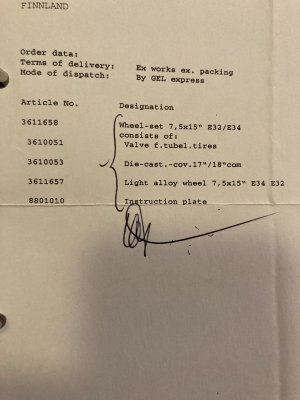 FINNLAND
Order data:
Terms of delivery: Ex works ex. packing
Mode of dispatch: By GEL express
Article No. Designation
3611658 Wheel-set 7,5x15" E32/E34
consists of:
3610051 Valve f.tubel.tires
3610053 Die-cast.-cov.17"/18"com
3611657 Light alloy wheel 7,5x15" E34 E32
8801010 Instruction plate